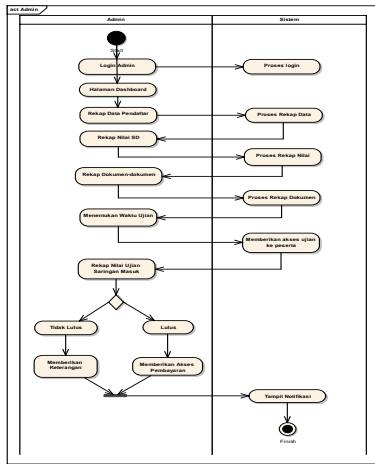 act Admin
Admin
Sistem
Start
Login Admin
Proses login
Halaman Dashboard
Rekap Data Pendaftar
Proses Rekap Data
Rekap Nilai SD
Proses Rekap Nilai
Rekap Dokumen-dokumen
Proses Rekap Dokumen
Menentukan Waktu Ujian
Memberikan akses ujian
ke peserta
Rekap Nilai Ujian
Saringan Masuk
Tidak Lulus
Lulus
Memberikan
Keterangan
Memberikan Akses
Pembayaran
Tampil Notifikasi
Finish